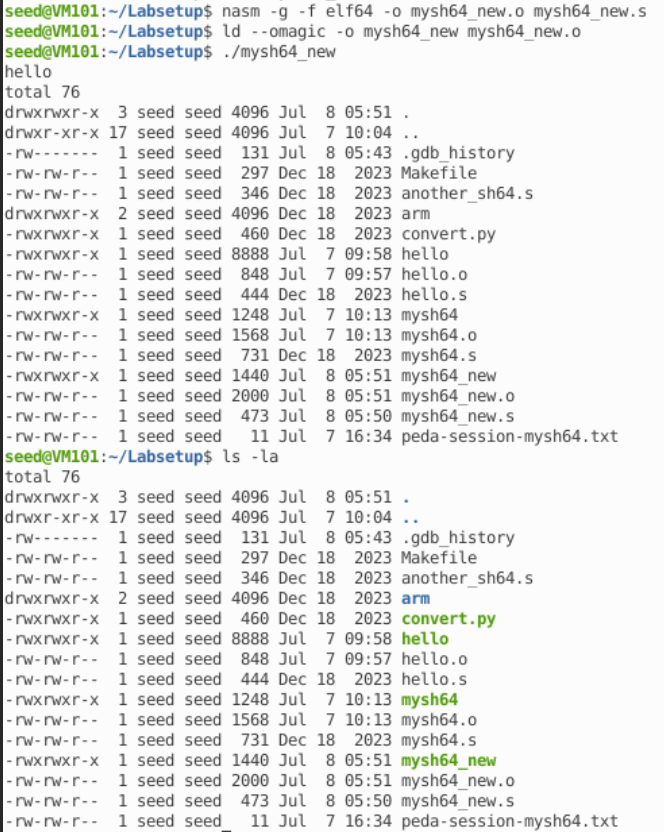 seed@VM101:~/Labsetup$ nasm -g -f elf64 -o mysh64_new.o mysh64_new.s
seed@VM101:~/Labsetup$ ld --omagic -o mysh64_new mysh64_new.o
seed@VM101:~/Labsetup$ ./mysh64_new
hello
total 76
drwxrwxr-x  3 seed seed 4096 Jul  8 05:51 .
drwxr-xr-x 17 seed seed 4096 Jul  7 10:04 ..
-rw-------  1 seed seed  131 Jul  8 05:43 .gdb_history
-rw-rw-r--  1 seed seed  297 Dec 18  2023 Makefile
-rw-rw-r--  1 seed seed  346 Dec 18  2023 another_sh64.s
drwxrwxr-x  2 seed seed 4096 Dec 18  2023 arm
-rwxrwxr-x  1 seed seed  460 Dec 18  2023 convert.py
-rwxrwxr-x  1 seed seed 8888 Jul  7 09:58 hello
-rw-rw-r--  1 seed seed  848 Jul  7 09:57 hello.o
-rw-rw-r--  1 seed seed  444 Dec 18  2023 hello.s
-rwxrwxr-x  1 seed seed 1248 Jul  7 10:13 mysh64
-rw-rw-r--  1 seed seed 1568 Jul  7 10:13 mysh64.o
-rw-rw-r--  1 seed seed  731 Dec 18  2023 mysh64.s
-rwxrwxr-x  1 seed seed 1440 Jul  8 05:51 mysh64_new
-rw-rw-r--  1 seed seed 2000 Jul  8 05:51 mysh64_new.o
-rw-rw-r--  1 seed seed  473 Jul  8 05:50 mysh64_new.s
-rw-rw-r--  1 seed seed   11 Jul  7 16:34 peda-session-mysh64.txt
seed@VM101:~/Labsetup$ ls -la
total 76
drwxrwxr-x  3 seed seed 4096 Jul  8 05:51 .
drwxr-xr-x 17 seed seed 4096 Jul  7 10:04 ..
-rw-------  1 seed seed  131 Jul  8 05:43 .gdb_history
-rw-rw-r--  1 seed seed  297 Dec 18  2023 Makefile
-rw-rw-r--  1 seed seed  346 Dec 18  2023 another_sh64.s
drwxrwxr-x  2 seed seed 4096 Dec 18  2023 arm
-rwxrwxr-x  1 seed seed  460 Dec 18  2023 convert.py
-rwxrwxr-x  1 seed seed 8888 Jul  7 09:58 hello
-rw-rw-r--  1 seed seed  848 Jul  7 09:57 hello.o
-rw-rw-r--  1 seed seed  444 Dec 18  2023 hello.s
-rwxrwxr-x  1 seed seed 1248 Jul  7 10:13 mysh64
-rw-rw-r--  1 seed seed 1568 Jul  7 10:13 mysh64.o
-rw-rw-r--  1 seed seed  731 Dec 18  2023 mysh64.s
-rwxrwxr-x  1 seed seed 1440 Jul  8 05:51 mysh64_new
-rw-rw-r--  1 seed seed 2000 Jul  8 05:51 mysh64_new.o
-rw-rw-r--  1 seed seed  473 Jul  8 05:50 mysh64_new.s
-rw-rw-r--  1 seed seed   11 Jul  7 16:34 peda-session-mysh64.txt